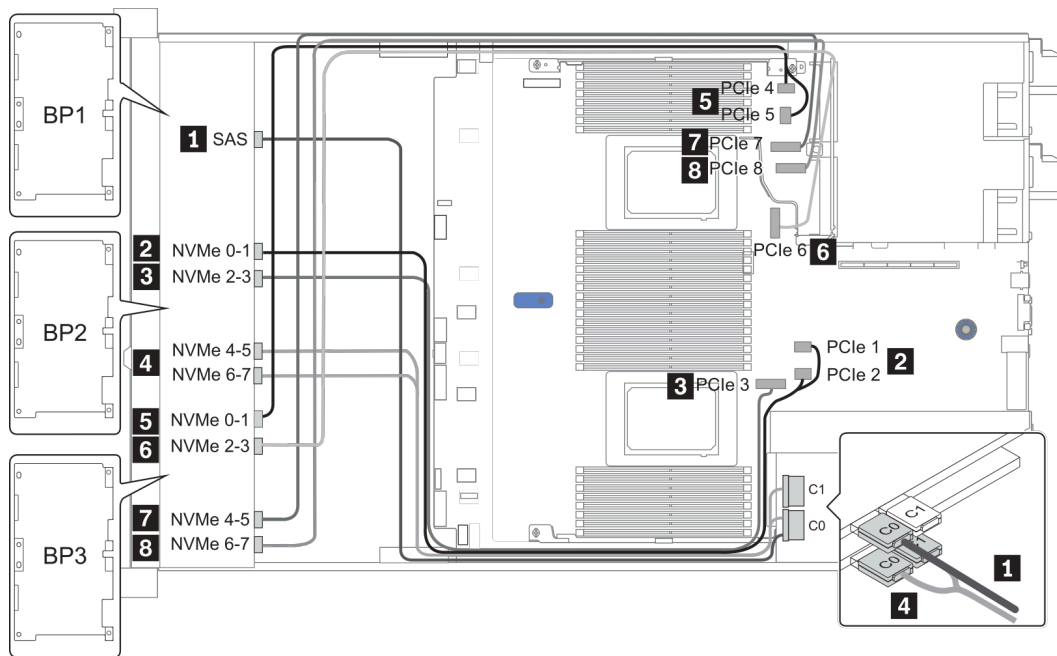 BP1
1 SAS
2 NVMe 0-1
3 NVMe 2-3
BP2
4 NVMe 4-5
NVMe 6-7
5 NVMe 0-1
6 NVMe 2-3
BP3
7 NVMe 4-5
8 NVMe 6-7
PCIe 4
5
PCIe 5
7 PCIe 7
8 PCIe 8
PCIe 6 6
PCIe 1
2
PCIe 2
3 PCIe 3
C1
C0
C1
C0
C0
1
4